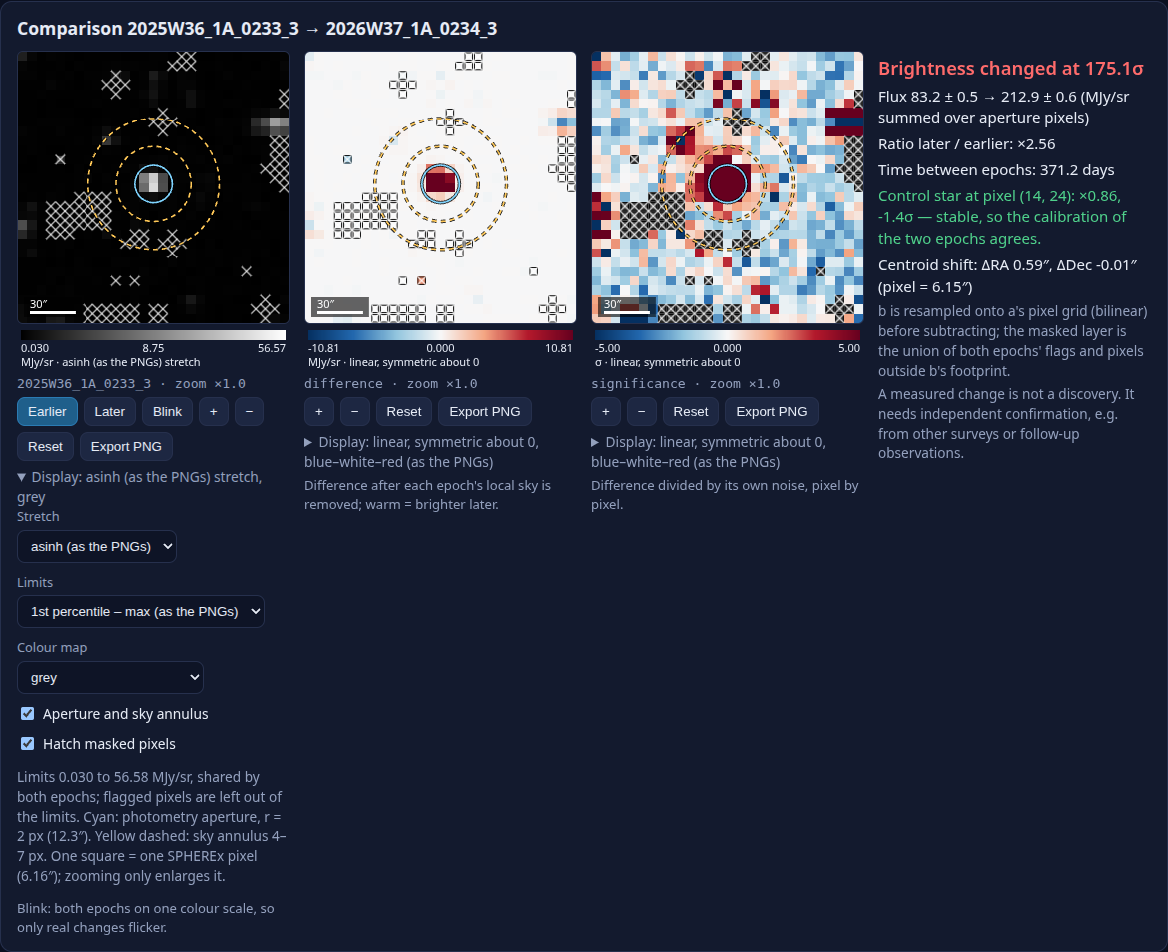 Comparison 2025W36_1A_0233_3 → 2026W37_1A_0234_3
30″
0.030 8.75 56.57
MJy/sr · asinh (as the PNGs) stretch
2025W36_1A_0233_3 · zoom ×1.0
Earlier Later Blink + −
Reset Export PNG
▼ Display: asinh (as the PNGs) stretch,
grey
Stretch
asinh (as the PNGs)
Limits
1st percentile – max (as the PNGs)
Colour map
grey
Aperture and sky annulus
Hatch masked pixels
Limits 0.030 to 56.58 MJy/sr, shared by
both epochs; flagged pixels are left out of
the limits. Cyan: photometry aperture, r =
2 px (12.3″). Yellow dashed: sky annulus 4–
7 px. One square = one SPHEREx pixel
(6.16″); zooming only enlarges it.
Blink: both epochs on one colour scale, so
only real changes flicker.
30″
-10.81 0.000 10.81
MJy/sr · linear, symmetric about 0
difference · zoom ×1.0
+ − Reset Export PNG
▶ Display: linear, symmetric about 0,
blue–white–red (as the PNGs)
Difference after each epoch's local sky is
removed; warm = brighter later.
30″
-5.00 0.000 5.00
σ · linear, symmetric about 0
significance · zoom ×1.0
+ − Reset Export PNG
▶ Display: linear, symmetric about 0,
blue–white–red (as the PNGs)
Difference divided by its own noise, pixel by
pixel.
Brightness changed at 175.1σ
Flux 83.2 ± 0.5 → 212.9 ± 0.6 (MJy/sr
summed over aperture pixels)
Ratio later / earlier: ×2.56
Time between epochs: 371.2 days
Control star at pixel (14, 24): ×0.86,
-1.4σ — stable, so the calibration of
the two epochs agrees.
Centroid shift: ΔRA 0.59″, ΔDec -0.01″
(pixel = 6.15″)
b is resampled onto a's pixel grid (bilinear)
before subtracting; the masked layer is
the union of both epochs' flags and pixels
outside b's footprint.
A measured change is not a discovery. It
needs independent confirmation, e.g.
from other surveys or follow-up
observations.